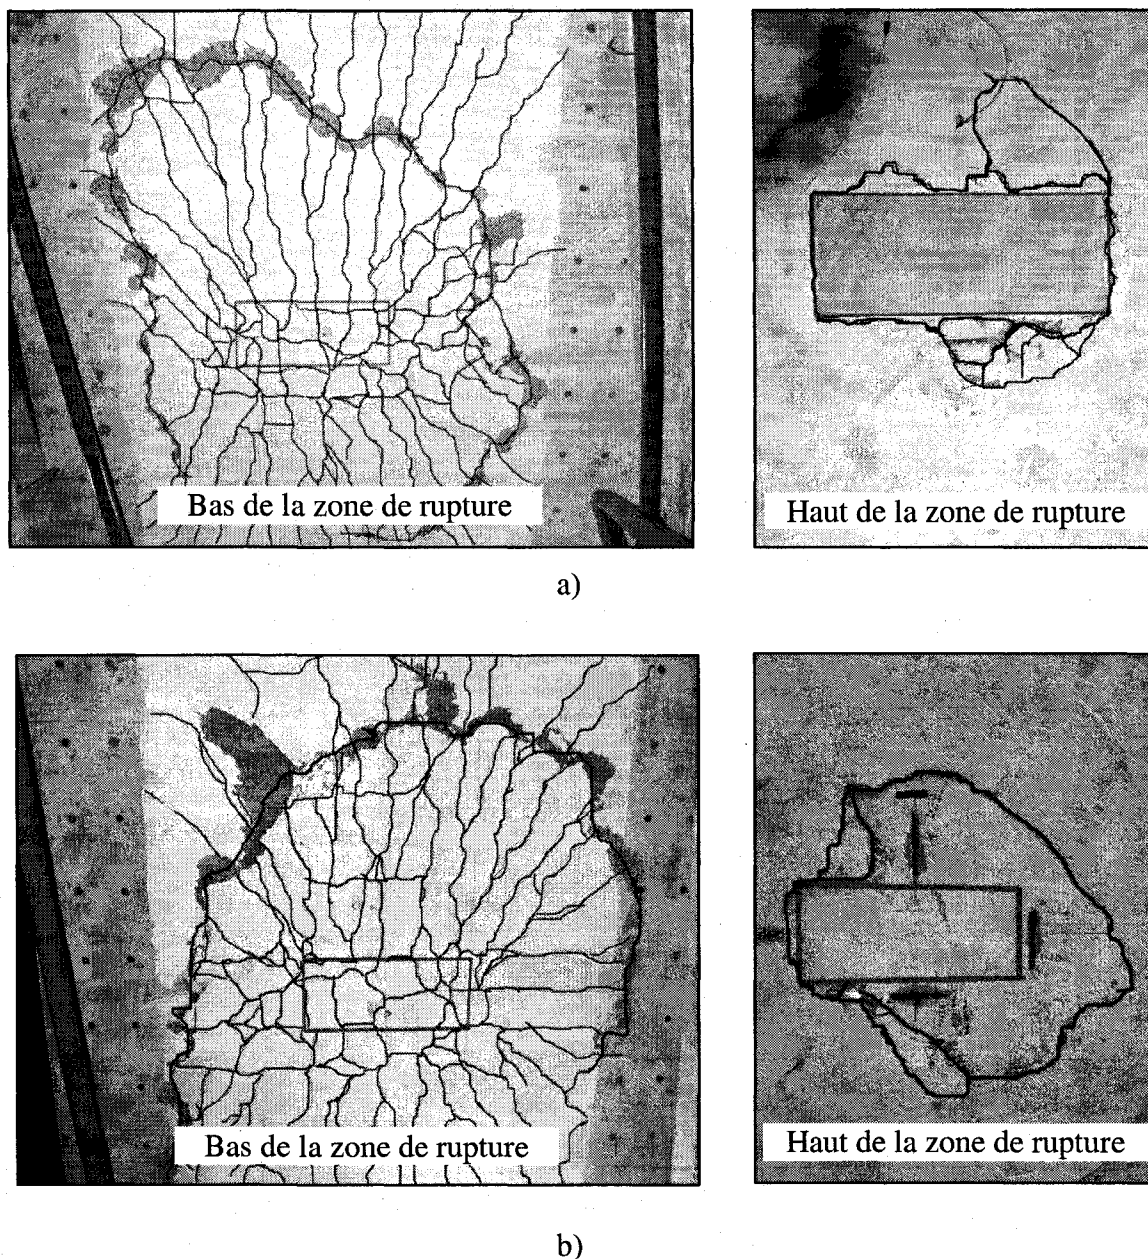 Bas de la zone de rupture
Haut de la zone de rupture
a)
Bas de la zone de rupture
Haut de la zone de rupture
b)